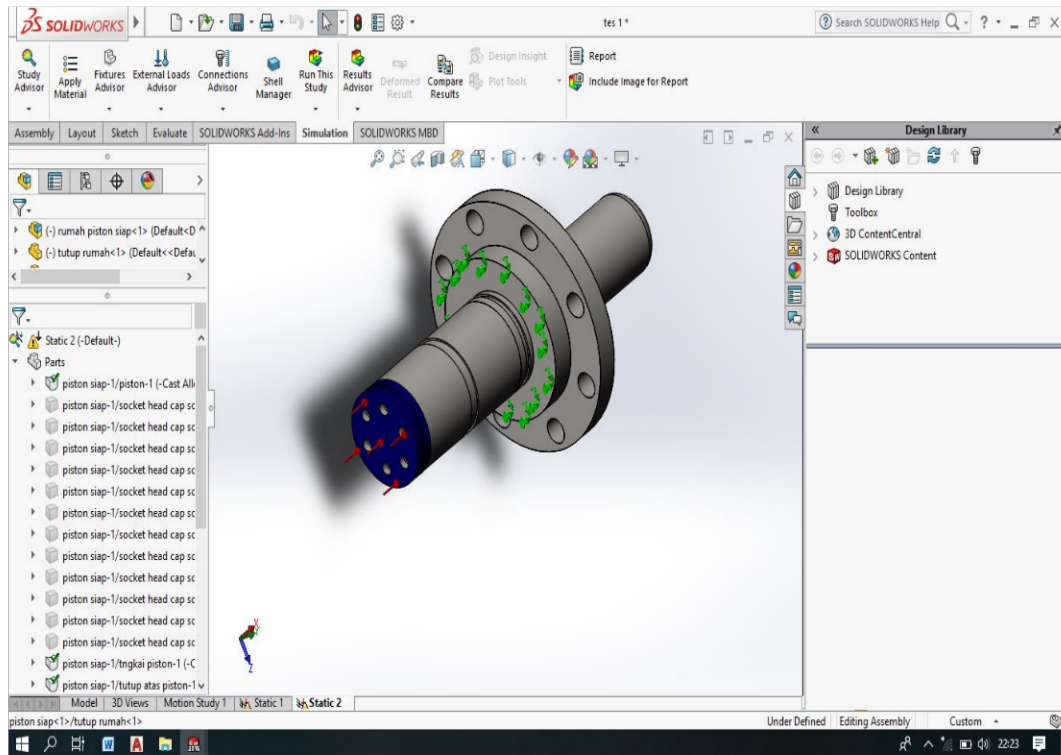 SOLIDWORKS
tes 1 *
Search SOLIDWORKS Help
Study Advisor
Apply Material
Fixtures Advisor
External Loads Advisor
Connections Advisor
Shell Manager
Run This Study
Results Advisor
Deformed Result
Compare Results
Design Insight
Plot Tools
Report
Include Image for Report
Assembly
Layout
Sketch
Evaluate
SOLIDWORKS Add-Ins
Simulation
SOLIDWORKS MBD
Design Library
Design Library
Toolbox
3D ContentCentral
SOLIDWORKS Content
(-) rumah piston siap<1> (Default<D
(-) tutup rumah<1> (Default<<Defau
Static 2 (-Default-)
Parts
piston siap-1/piston-1 (-Cast All
piston siap-1/socket head cap sc
piston siap-1/socket head cap sc
piston siap-1/socket head cap sc
piston siap-1/socket head cap sc
piston siap-1/socket head cap sc
piston siap-1/socket head cap sc
piston siap-1/socket head cap sc
piston siap-1/socket head cap sc
piston siap-1/socket head cap sc
piston siap-1/socket head cap sc
piston siap-1/socket head cap sc
piston siap-1/socket head cap sc
piston siap-1/tngkai piston-1 (-C
piston siap-1/tutup atas piston-1
Z
Model
3D Views
Motion Study 1
Static 1
Static 2
piston siap<1>/tutup rumah<1>
Under Defined
Editing Assembly
Custom
22:23